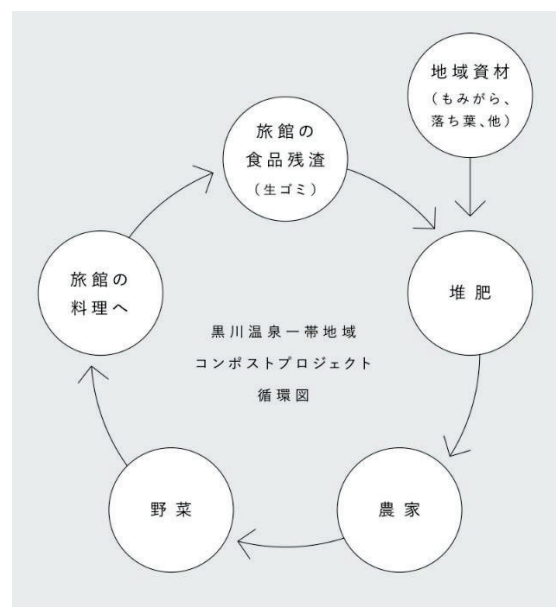 地域資材
(もみがら、
落ち葉、他)
旅館の
食品残渣
(生ゴミ)
堆肥
旅館の
料理へ
黒川温泉一帯地域
コンポストプロジェクト
循環図
野菜
農家